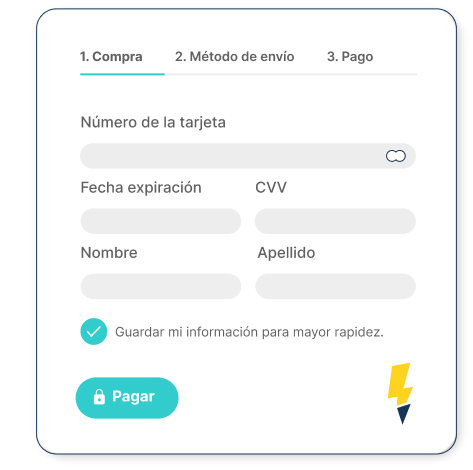 1. Compra 2. Método de envío 3. Pago
Número de la tarjeta
Fecha expiración CVV
Nombre Apellido
Guardar mi información para mayor rapidez.
Pagar